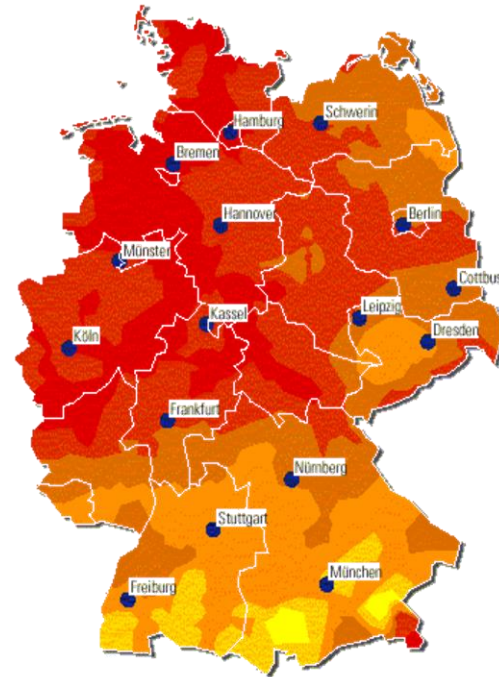 Schwerin
Hamburg
Bremen
Hannover
Berlin
Münster
Cottbus
Leipzig
Kassel
Dresden
Köln
Frankfurt
Nürnberg
Stuttgart
München
Freiburg